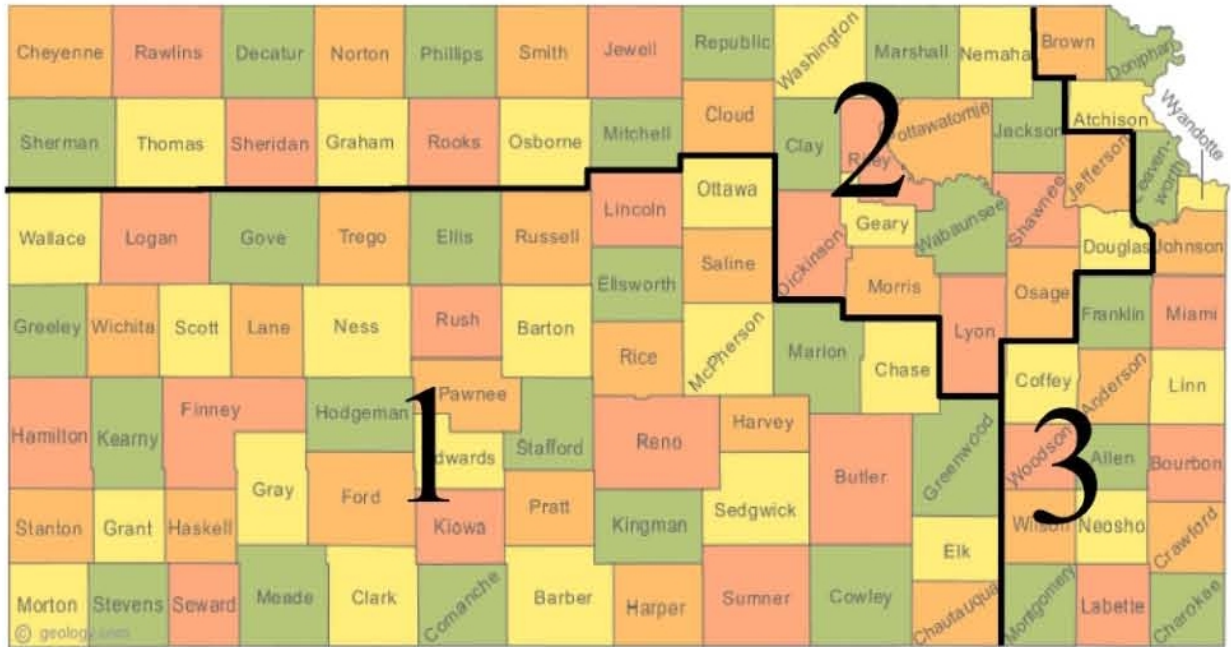 Cheyenne Rawlins Decatur Norton Phillips Smith Jewell Republic Washington Marshall Nemaha Brown Doniphan
Sherman Thomas Sheridan Graham Rooks Osborne Mitchell Cloud Clay Riley Pottawatomie Jackson Atchison Wyandotte
2
Jefferson Leaven-
worth
Wallace Logan Gove Trego Ellis Russell Lincoln Ottawa Dickinson Geary Wabaunsee Shawnee Douglas Johnson
Ellsworth Saline Morris Osage
Greeley Wichita Scott Lane Ness Rush Barton Rice McPherson Marion Chase Lyon Franklin Miami
Coffey Anderson Linn
Hamilton Kearny Finney Hodgeman Pawnee Stafford Reno Harvey Butler Greenwood Woodson Allen Bourbon
1
3
Gray Ford dwards
Stanton Grant Haskell Kiowa Pratt Kingman Sedgwick Elk Wilson Neosho Crawford
Morton Stevens Seward Meade Clark Comanche Barber Harper Sumner Cowley Chautauqua Montgomery Labette Charokee
© geology.com